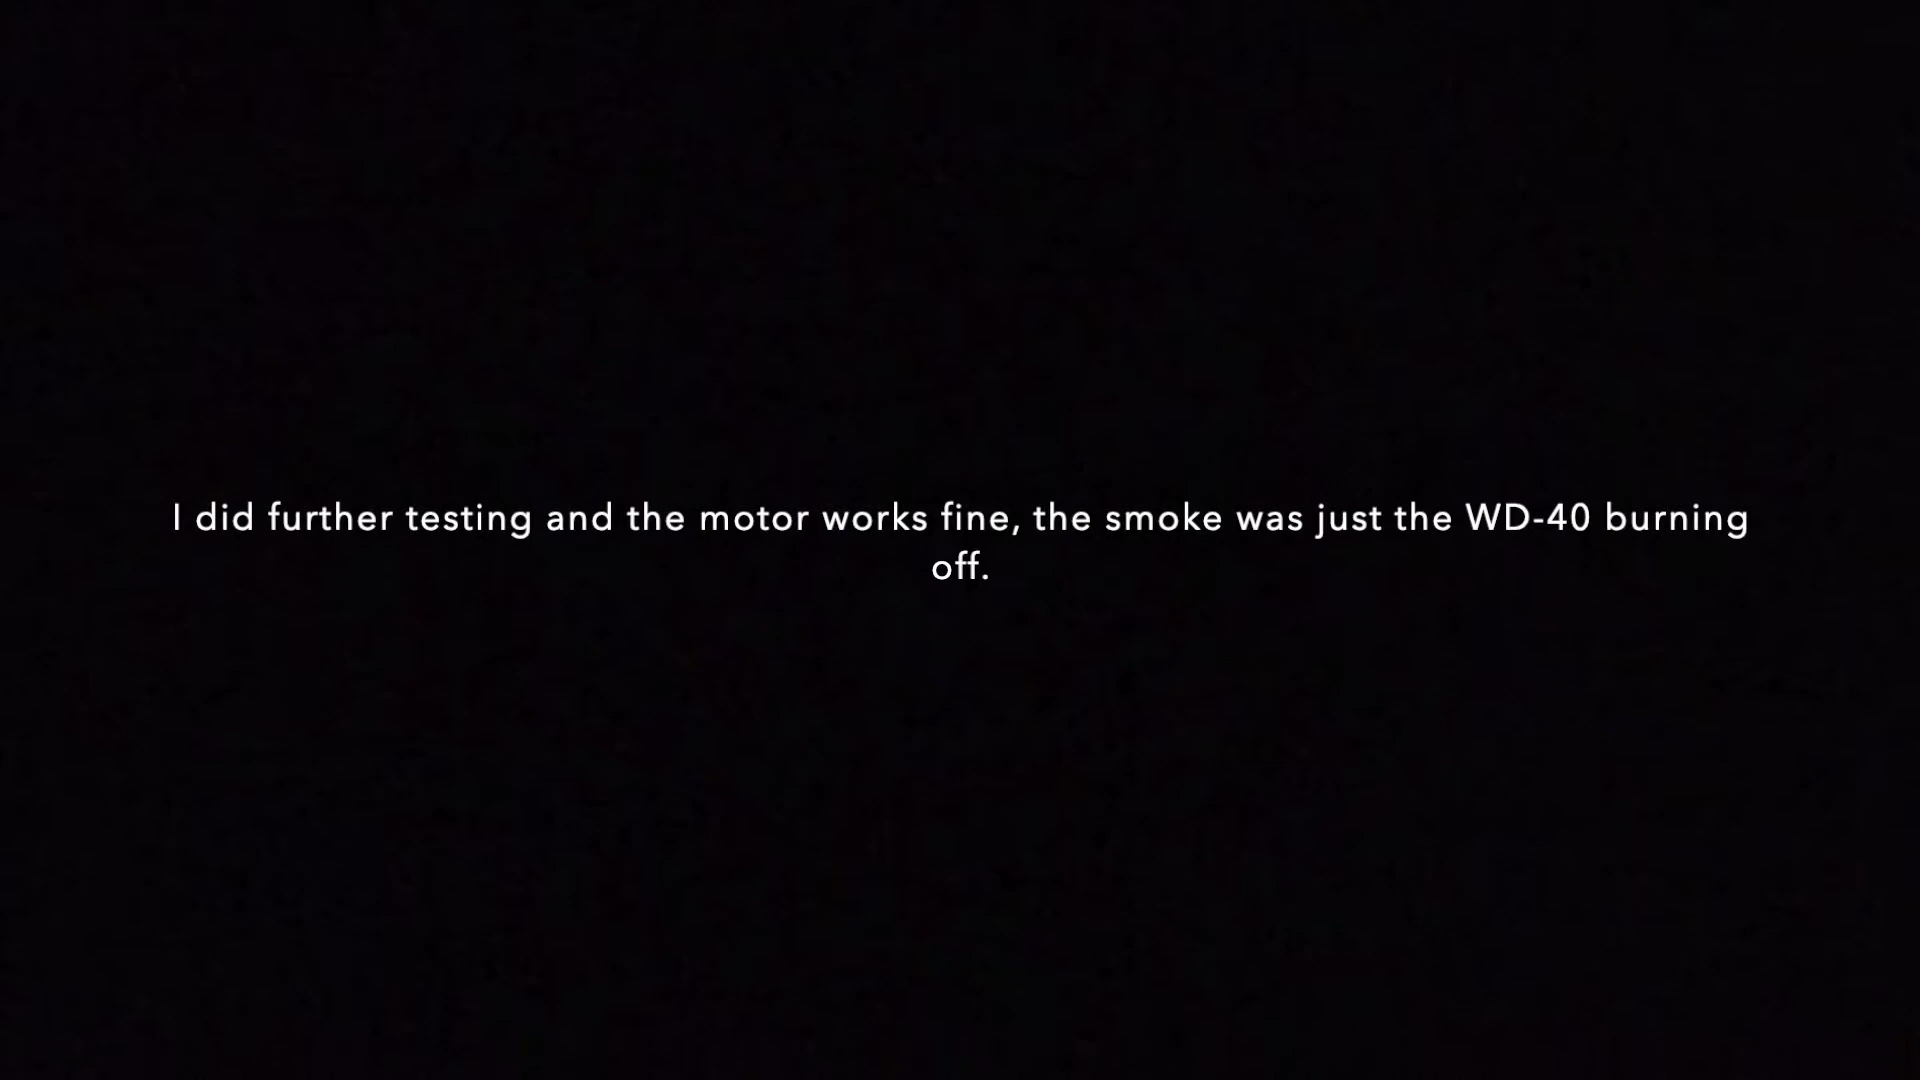 I did further testing and the motor works fine, the smoke was just the WD-40 burning
off.